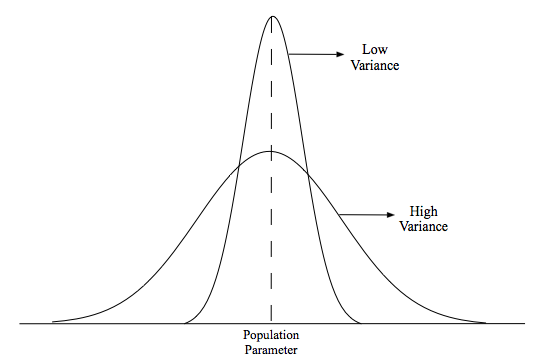 Low
Variance
High
Variance
Population
Parameter